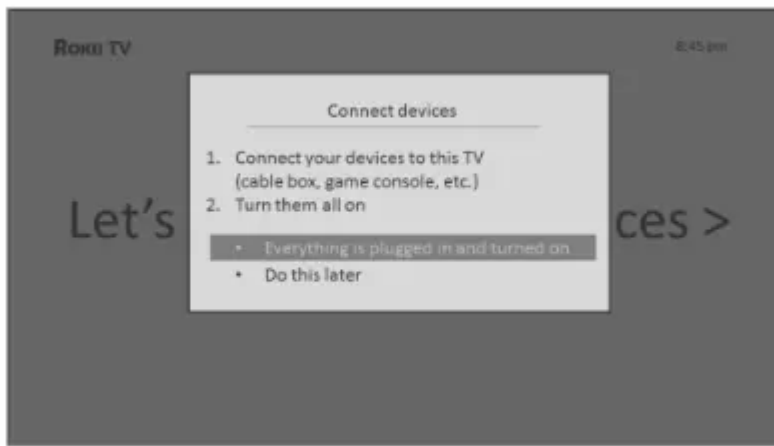 ROKU TV
8:45 pm
Connect devices
1. Connect your devices to this TV
(cable box, game console, etc.)
2. Turn them all on
Let's
ces >
• Everything is plugged in and turned on
• Do this later